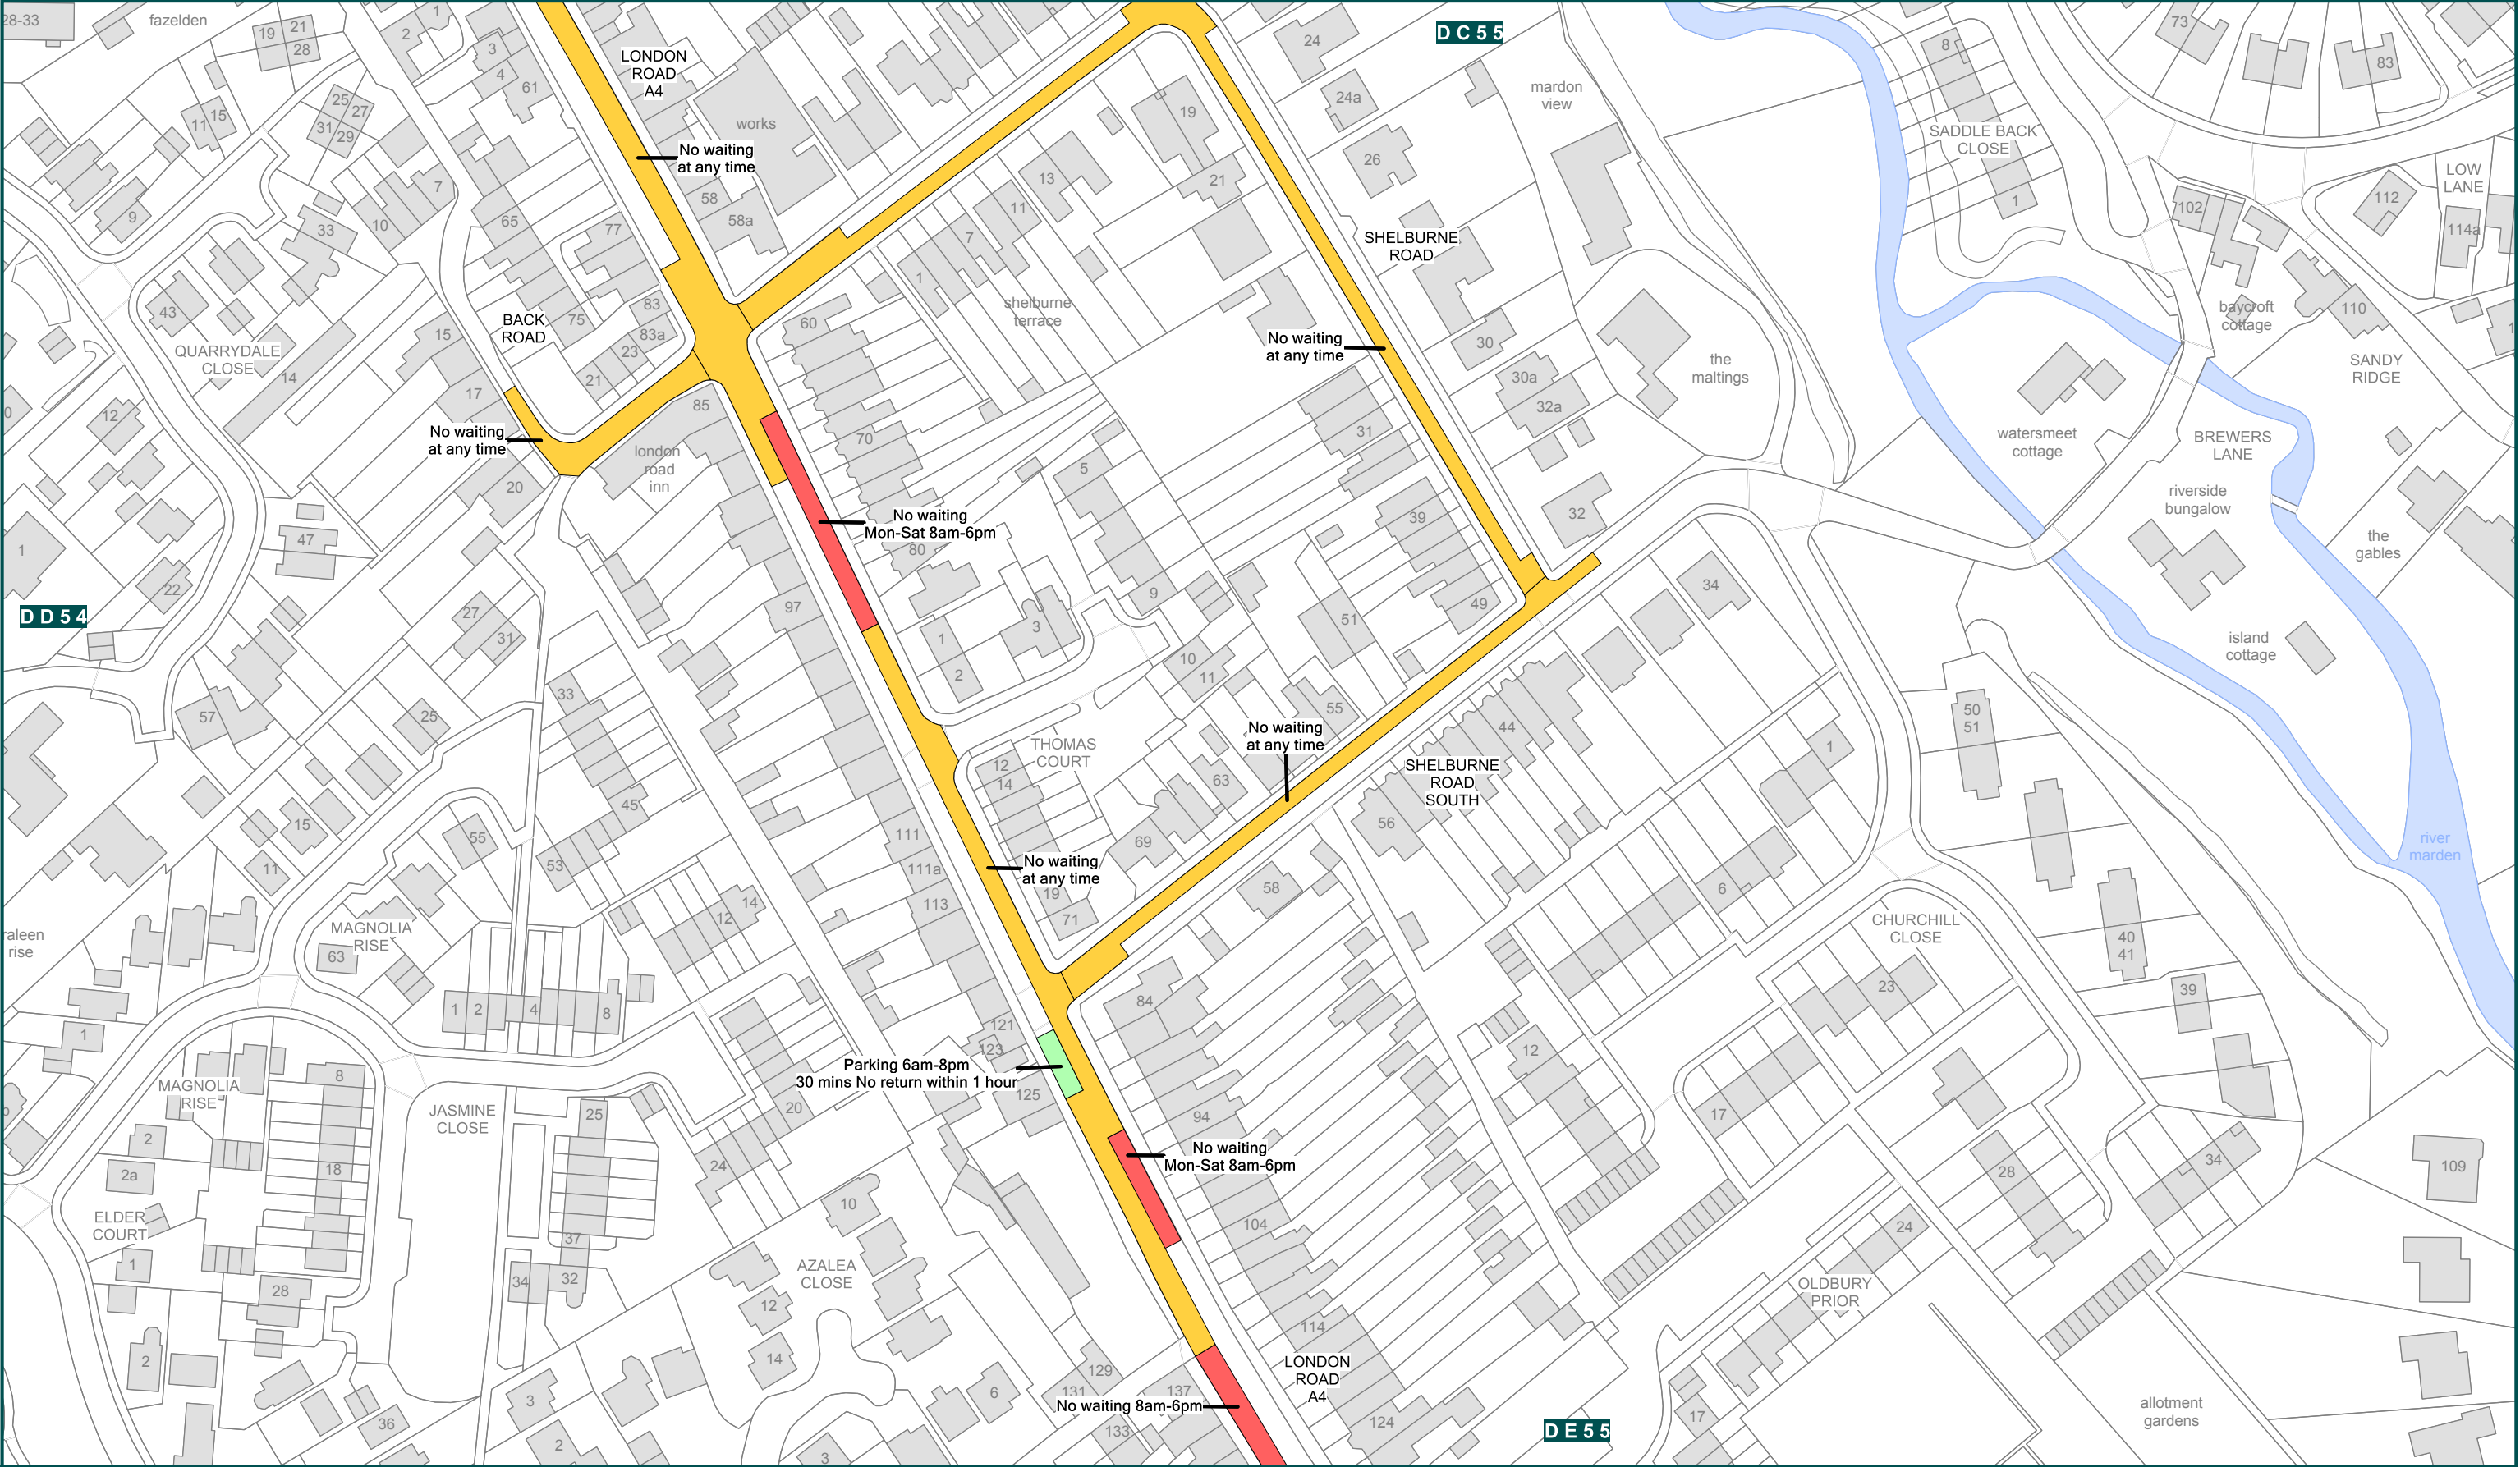 28-33
fazelden
19 21
28
2
1
3
4
61
LONDON
ROAD
A4
DC55
24
24a
26
mardon
view
73
83
8
SADDLE BACK
CLOSE
1
LOW
LANE
112
114a
102
110
baycroft
cottage
SANDY
RIDGE
25
27
31
29
11
15
9
7
10
33
43
QUARRYDALE
CLOSE
14
15
17
20
12
22
1
47
works
No waiting
at any time
58
58a
65
77
75
83
83a
23
21
BACK
ROAD
85
london
road
inn
No waiting
at any time
60
70
80
1
7
11
13
19
21
shelburne
terrace
SHELBURNE
ROAD
No waiting
at any time
30
30a
32a
32
31
39
49
51
the
maltings
watersmeet
cottage
BREWERS
LANE
riverside
bungalow
the
gables
island
cottage
river
marden
No waiting
Mon-Sat 8am-6pm
5
9
10
11
1
2
3
DD54
27
31
57
25
33
45
53
55
15
11
97
THOMAS
COURT
12
14
19
71
69
63
55
No waiting
at any time
SHELBURNE
ROAD
SOUTH
34
44
56
58
1
6
50
51
40
41
39
CHURCHILL
CLOSE
23
No waiting
at any time
111
111a
113
121
123
125
84
94
104
114
124
MAGNOLIA
RISE
63
raleen
rise
12
14
1
2
4
8
1
MAGNOLIA
RISE
8
18
2
2a
ELDER
COURT
1
28
2
JASMINE
CLOSE
25
37
34
32
20
24
Parking 6am-8pm
30 mins No return within 1 hour
No waiting
Mon-Sat 8am-6pm
10
AZALEA
CLOSE
12
14
3
2
36
6
3
129
131
133
137
No waiting 8am-6pm
LONDON
ROAD
A4
DE55
12
17
28
34
24
OLDBURY
PRIOR
17
109
allotment
gardens